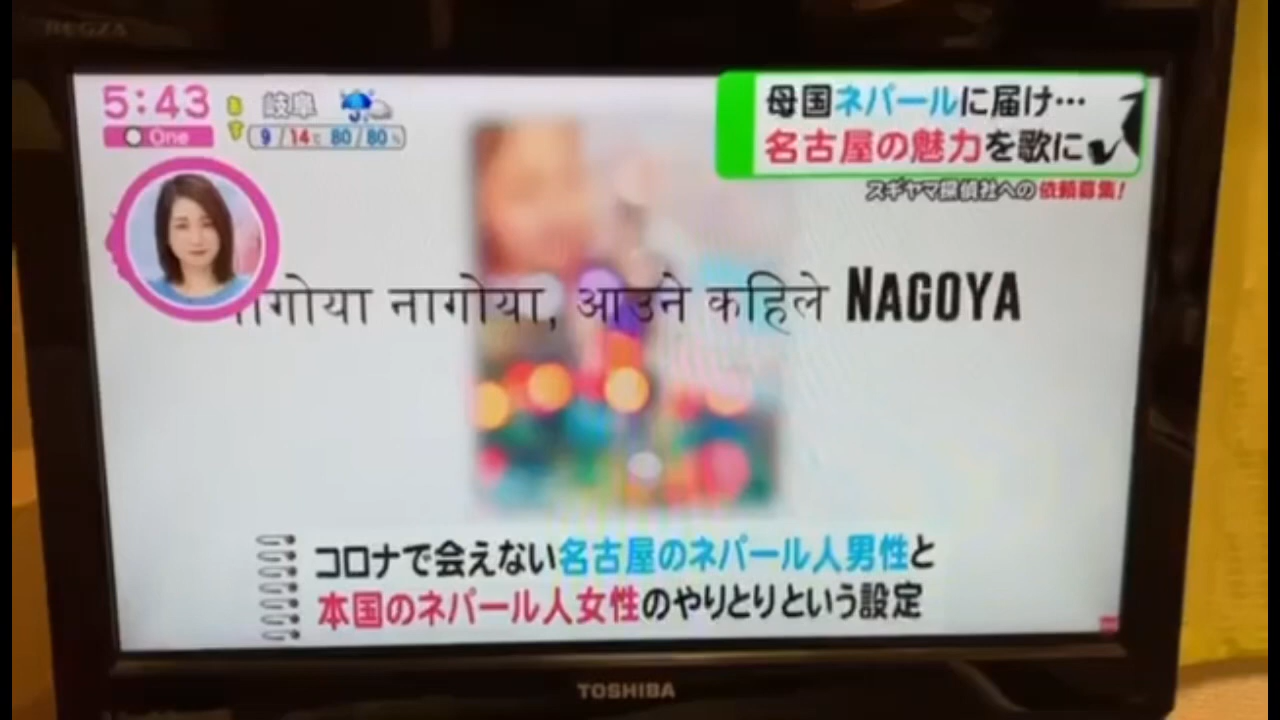 REGZA
5:43
One
あす
岐阜
9/14℃ 80/80%
母国ネパールに届け…
名古屋の魅力を歌に
スギヤマ探偵社への依頼募集!
नागोया नागोया, आउने कहिले NAGOYA
コロナで会えない名古屋のネパール人男性と
本国のネパール人女性のやりとりという設定
TOSHIBA